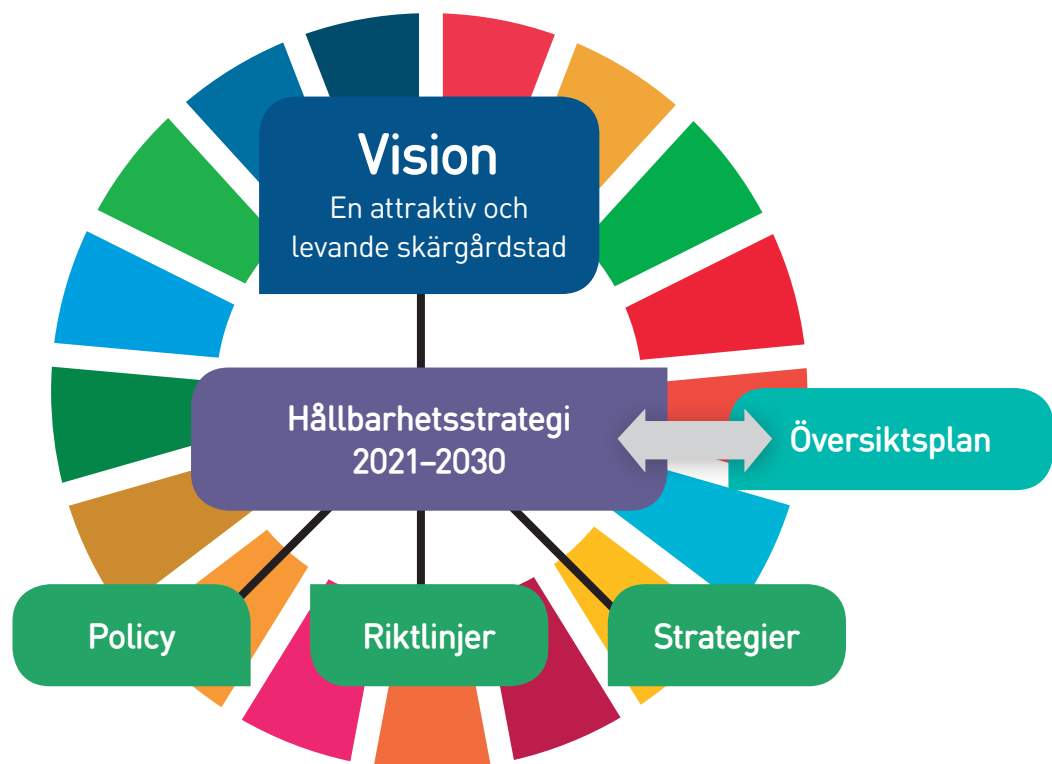 Vision
En attraktiv och
levande skärgårdstad
Hållbarhetsstrategi
2021–2030
Översiktsplan
Policy
Riktlinjer
Strategier